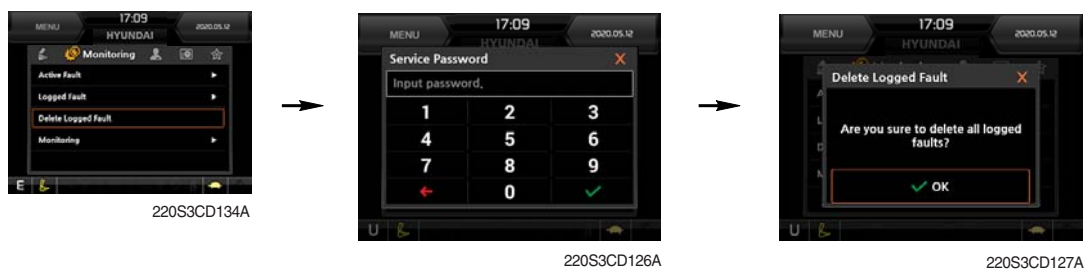 MENU
17:09
2020.05.12
HYUNDAI
Monitoring
Active Fault
Logged Fault
Delete Logged Fault
Monitoring
E
220S3CD134A
MENU
17:09
2020.05.12
HYUNDAI
Service Password
X
Input password.
1 2 3
4 5 6
7 8 9
0
U
220S3CD126A
MENU
17:09
2020.05.12
HYUNDAI
Delete Logged Fault
X
Are you sure to delete all logged
faults?
OK
U
220S3CD127A